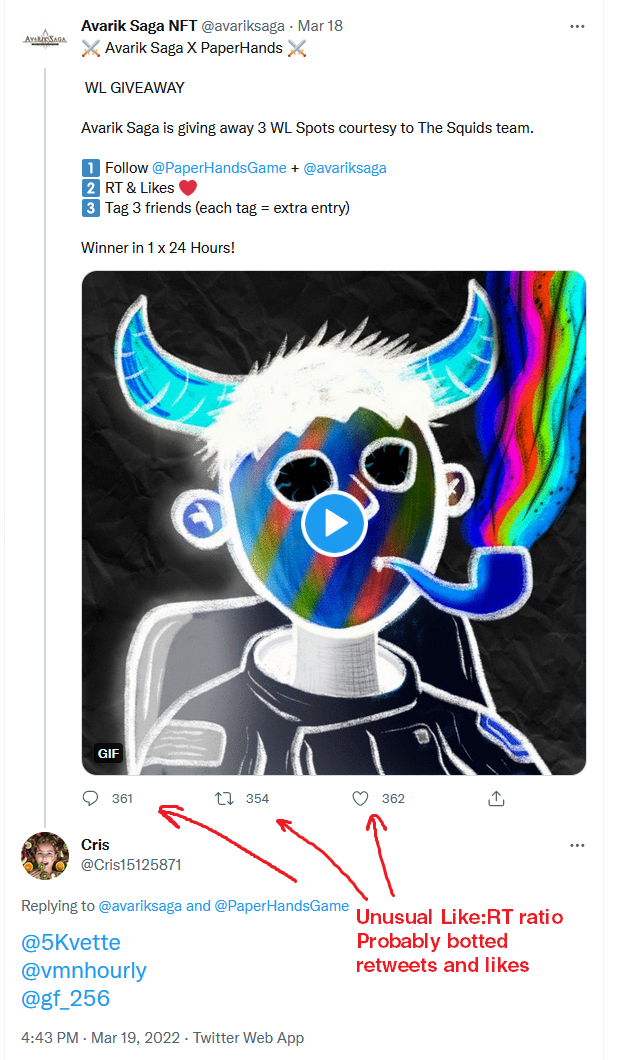 AVARIK SAGA
Avarik Saga NFT @avariksaga · Mar 18
⚔️ Avarik Saga X PaperHands ⚔️
WL GIVEAWAY
Avarik Saga is giving away 3 WL Spots courtesy to The Squids team.
1️⃣ Follow @PaperHandsGame + @avariksaga
2️⃣ RT & Likes ❤️
3️⃣ Tag 3 friends (each tag = extra entry)
Winner in 1 x 24 Hours!
GIF
361 354 362
Cris
@Cris15125871
Replying to @avariksaga and @PaperHandsGame
@5Kvette
@vmnhourly
@gf_256
Unusual Like:RT ratio
Probably botted
retweets and likes
4:43 PM · Mar 19, 2022 · Twitter Web App